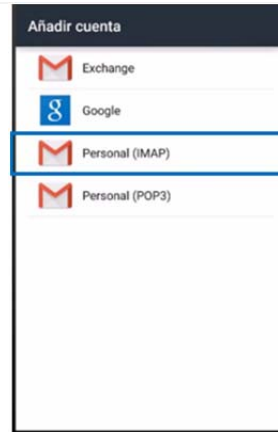 Añadir cuenta
Exchange
Google
Personal (IMAP)
Personal (POP3)